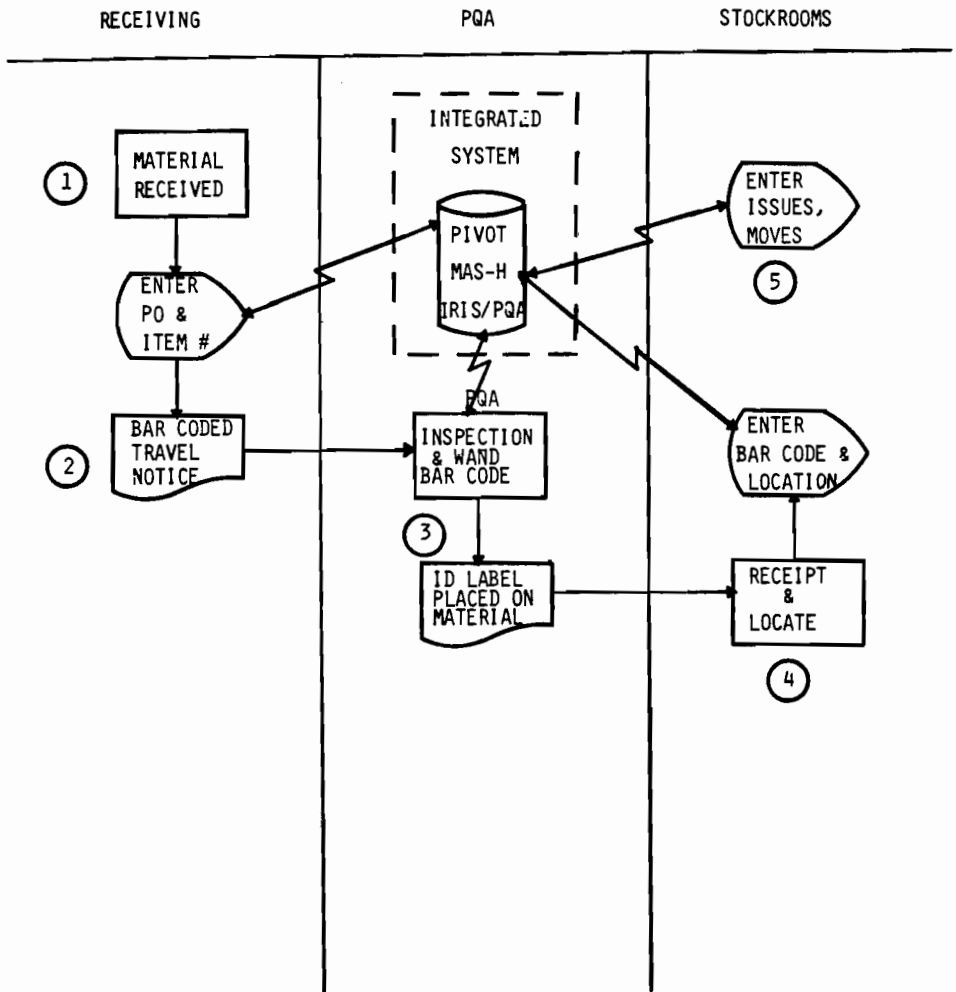 RECEIVING
PQA
STOCKROOMS
1
MATERIAL
RECEIVED
ENTER
PO &
ITEM #
2
BAR CODED
TRAVEL
NOTICE
INTEGRATED
SYSTEM
PIVOT
MAS-H
IRIS/PQA
PQA
INSPECTION
& WAND
BAR CODE
3
ID LABEL
PLACED ON
MATERIAL
ENTER
ISSUES,
MOVES
5
ENTER
BAR CODE &
LOCATION
RECEIPT
&
LOCATE
4